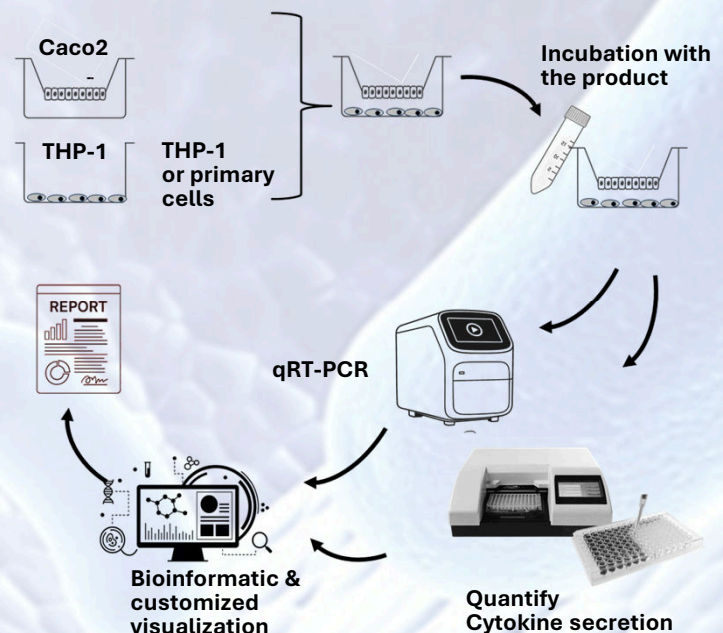 Caco2
THP-1
THP-1
or primary
cells
Incubation with
the product
REPORT
qRT-PCR
Bioinformatic &
customized
visualization
Quantify
Cytokine secretion